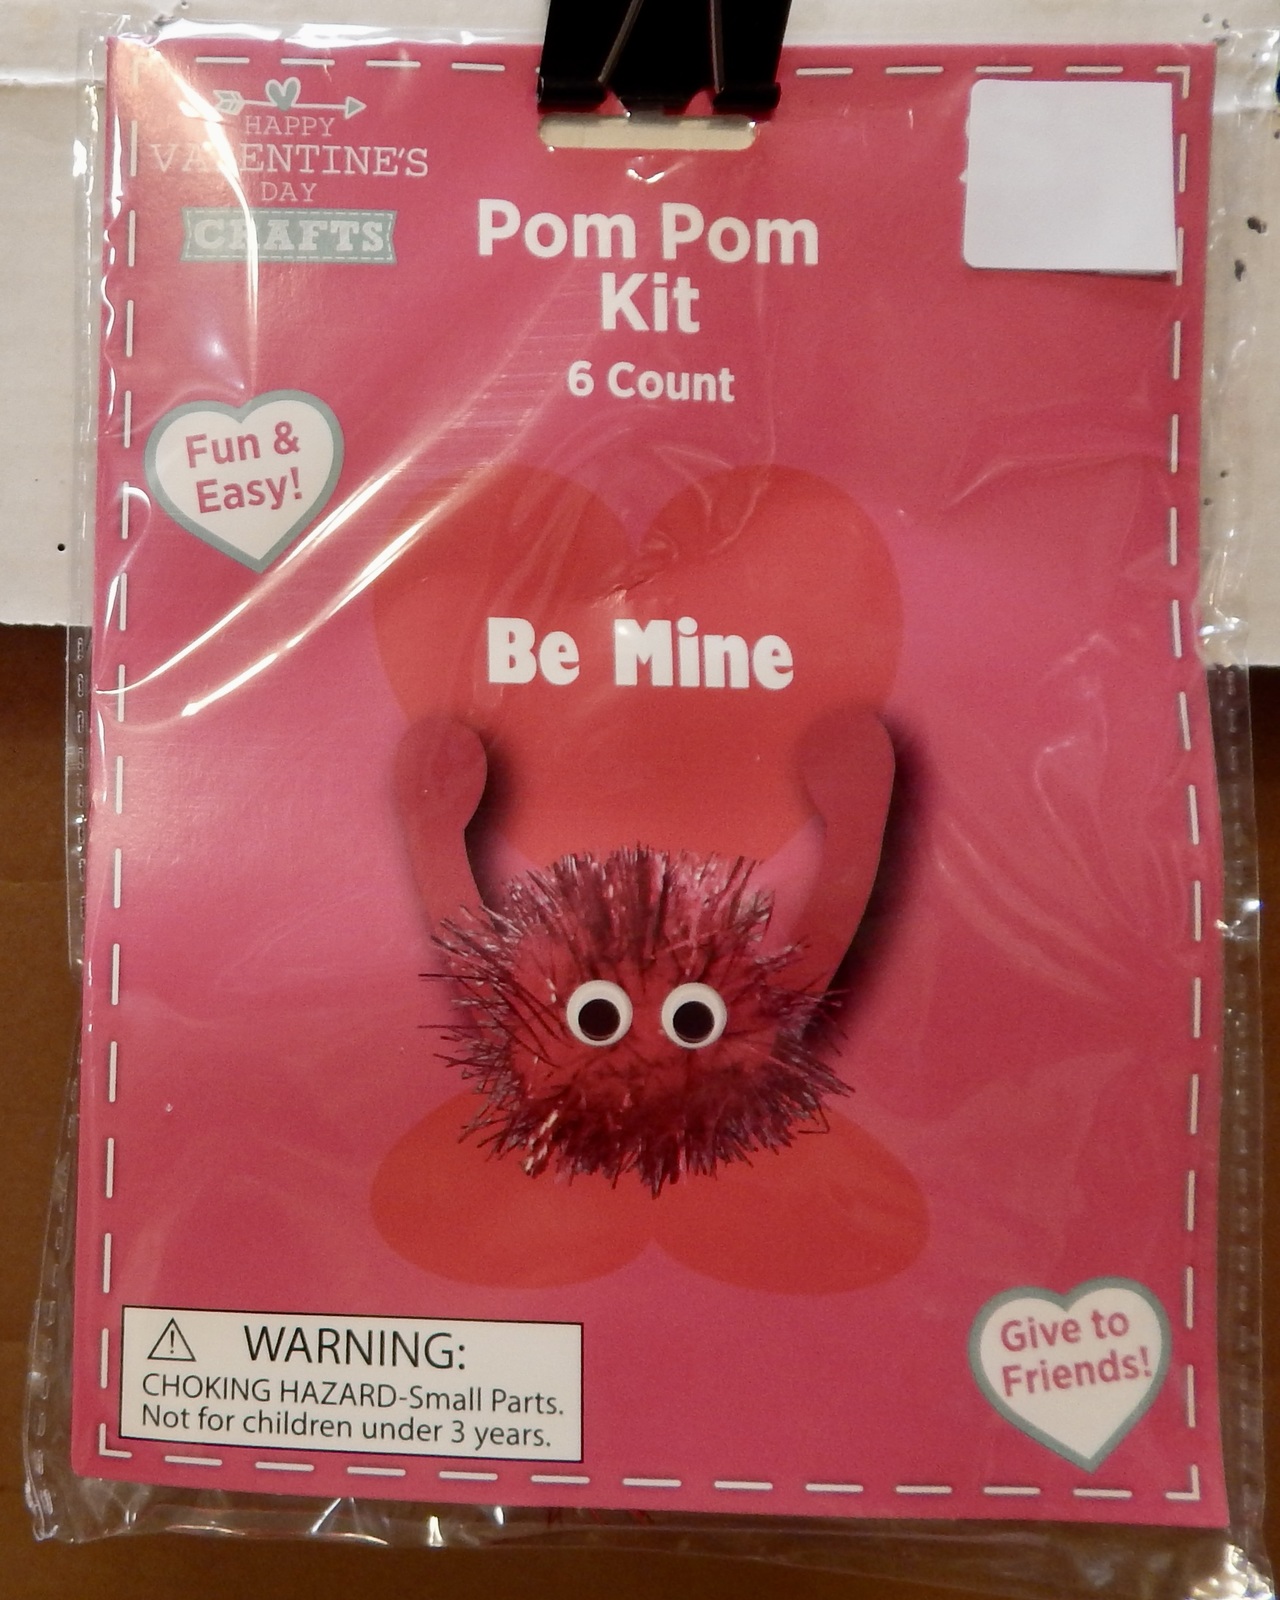 HAPPY
VALENTINE'S
DAY
CRAFTS
Pom Pom
Kit
6 Count
Fun &
Easy!
Be Mine
WARNING:
CHOKING HAZARD-Small Parts.
Not for children under 3 years.
Give to
Friends!